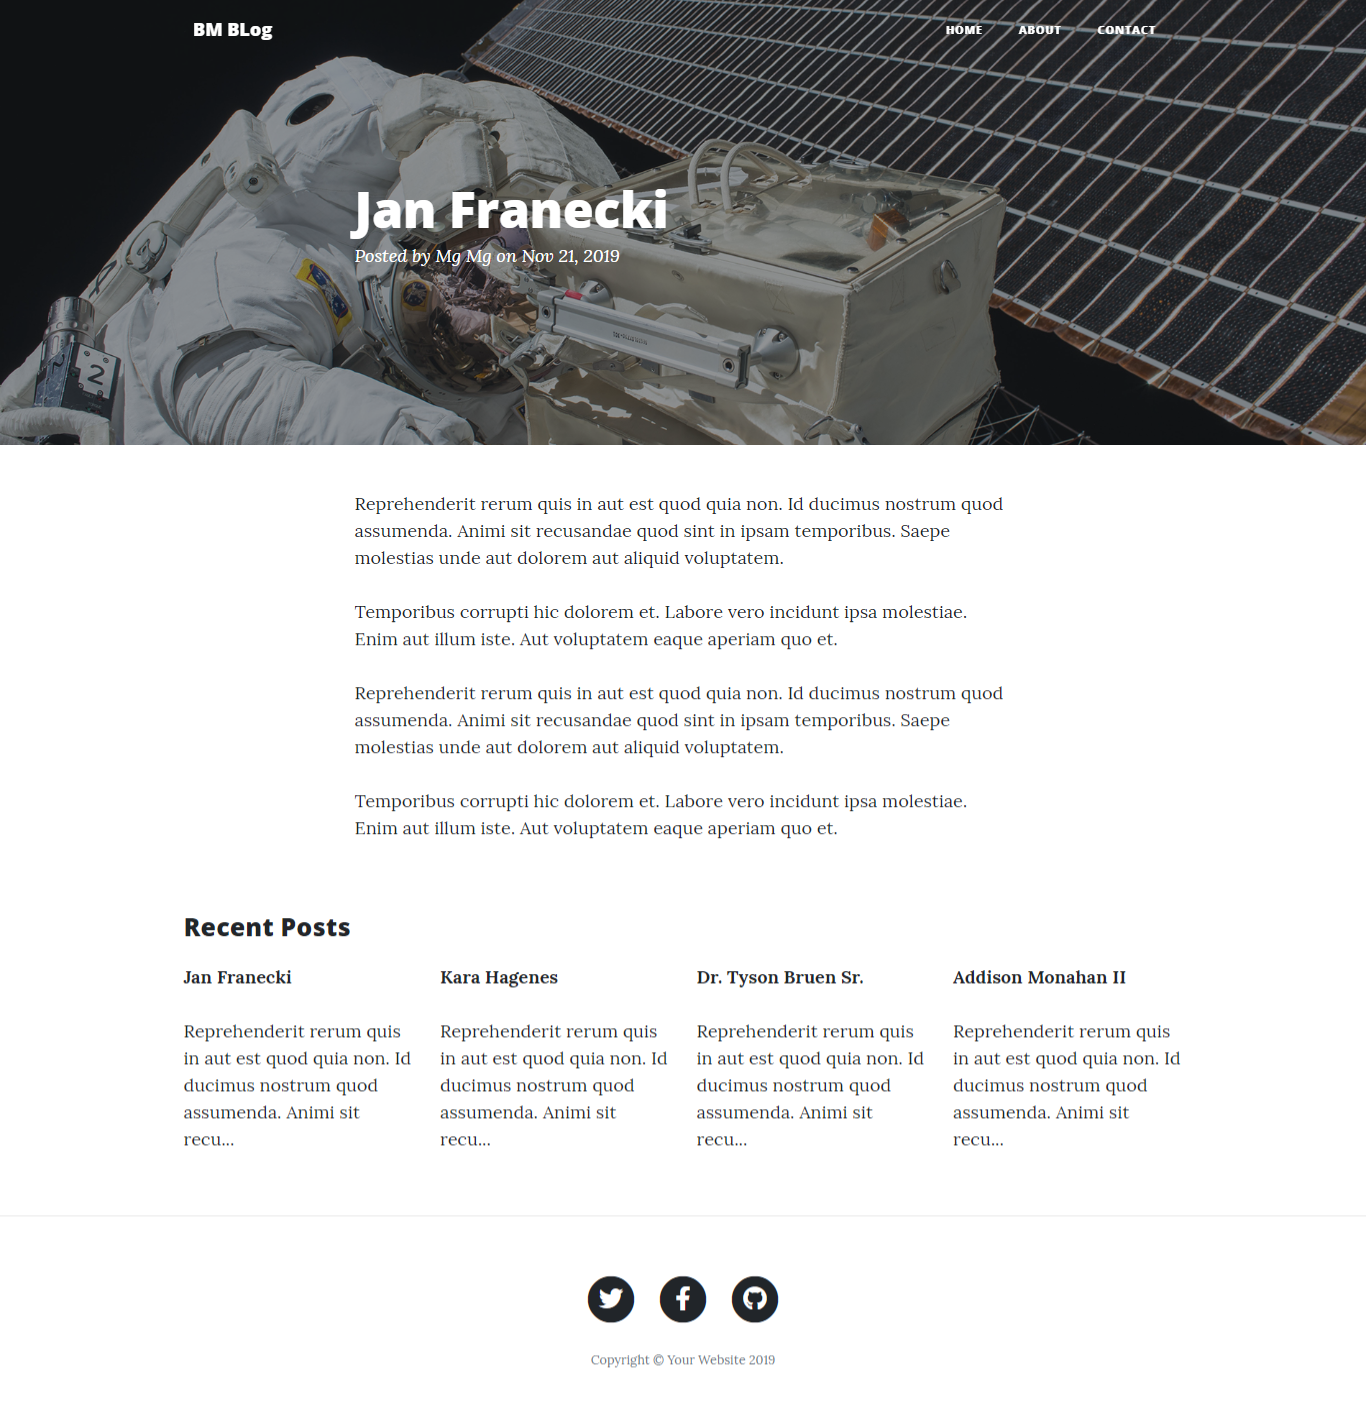 BM BLog
HOME ABOUT CONTACT
Jan Franecki
Posted by Mg Mg on Nov 21, 2019
2
Reprehenderit rerum quis in aut est quod quia non. Id ducimus nostrum quod
assumenda. Animi sit recusandae quod sint in ipsam temporibus. Saepe
molestias unde aut dolorem aut aliquid voluptatem.
Temporibus corrupti hic dolorem et. Labore vero incidunt ipsa molestiae.
Enim aut illum iste. Aut voluptatem eaque aperiam quo et.
Reprehenderit rerum quis in aut est quod quia non. Id ducimus nostrum quod
assumenda. Animi sit recusandae quod sint in ipsam temporibus. Saepe
molestias unde aut dolorem aut aliquid voluptatem.
Temporibus corrupti hic dolorem et. Labore vero incidunt ipsa molestiae.
Enim aut illum iste. Aut voluptatem eaque aperiam quo et.
Recent Posts
Jan Franecki
Reprehenderit rerum quis
in aut est quod quia non. Id
ducimus nostrum quod
assumenda. Animi sit
recu...
Kara Hagenes
Reprehenderit rerum quis
in aut est quod quia non. Id
ducimus nostrum quod
assumenda. Animi sit
recu...
Dr. Tyson Bruen Sr.
Reprehenderit rerum quis
in aut est quod quia non. Id
ducimus nostrum quod
assumenda. Animi sit
recu...
Addison Monahan II
Reprehenderit rerum quis
in aut est quod quia non. Id
ducimus nostrum quod
assumenda. Animi sit
recu...
Copyright © Your Website 2019